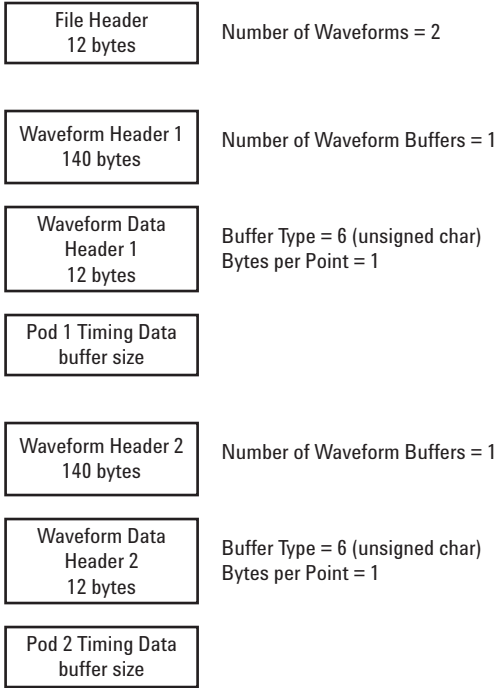 File Header
12 bytes
Number of Waveforms = 2
Waveform Header 1
140 bytes
Number of Waveform Buffers = 1
Waveform Data
Header 1
12 bytes
Buffer Type = 6 (unsigned char)
Bytes per Point = 1
Pod 1 Timing Data
buffer size
Waveform Header 2
140 bytes
Number of Waveform Buffers = 1
Waveform Data
Header 2
12 bytes
Buffer Type = 6 (unsigned char)
Bytes per Point = 1
Pod 2 Timing Data
buffer size